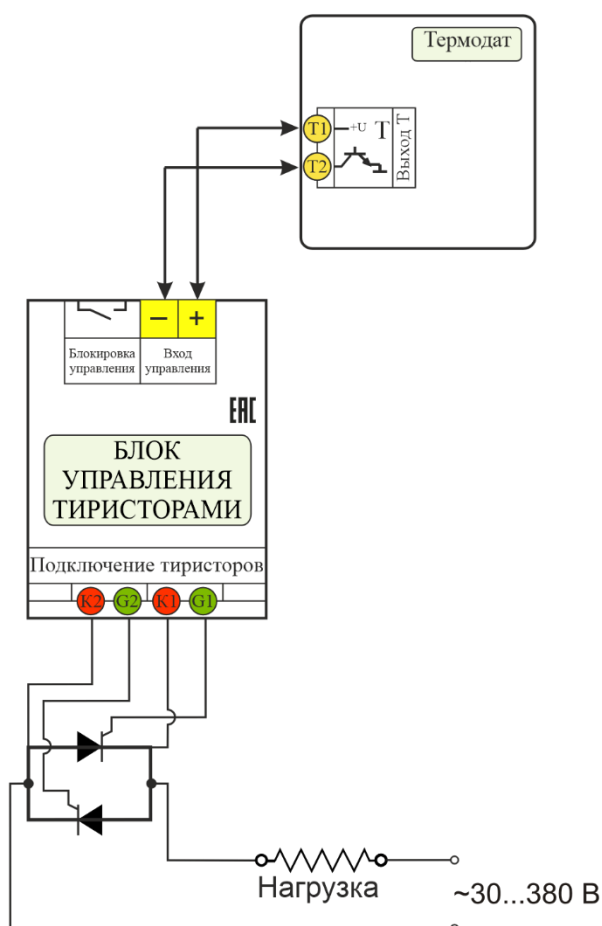 Термодат
T1
+U
T
Выход Т
T2
− +
Блокировка управления
Вход управления
EAC
БЛОК
УПРАВЛЕНИЯ
ТИРИСТОРАМИ
Подключение тиристоров
K2 G2 K1 G1
Нагрузка
~30...380 В